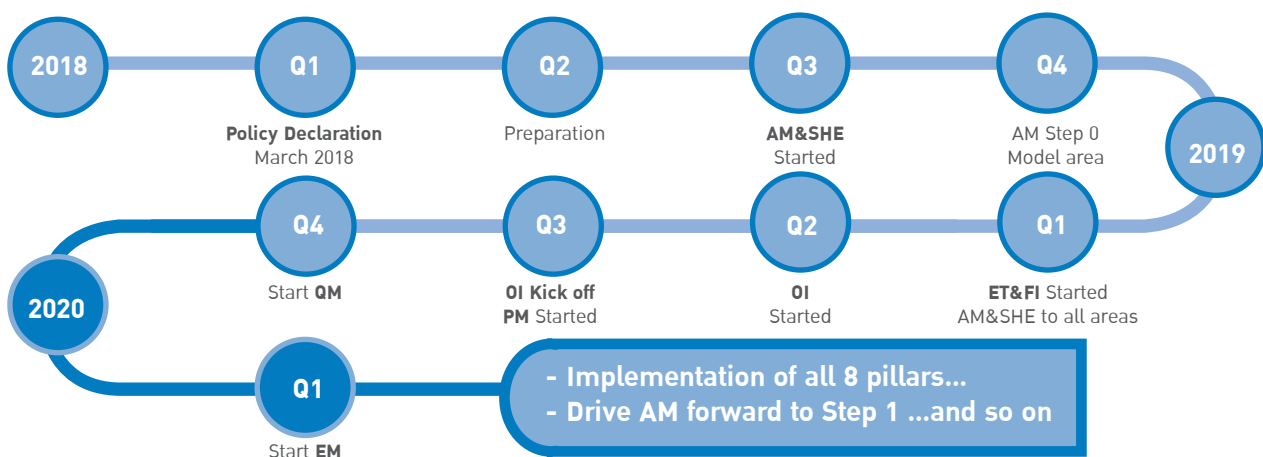 2018
Q1
Q2
Q3
Q4
Policy Declaration
March 2018
Preparation
AM&SHE
Started
AM Step 0
Model area
2019
Q1
ET&FI Started
AM&SHE to all areas
Q2
OI
Started
Q3
OI Kick off
PM Started
Q4
Start QM
2020
Q1
Start EM
- Implementation of all 8 pillars...
- Drive AM forward to Step 1 ...and so on